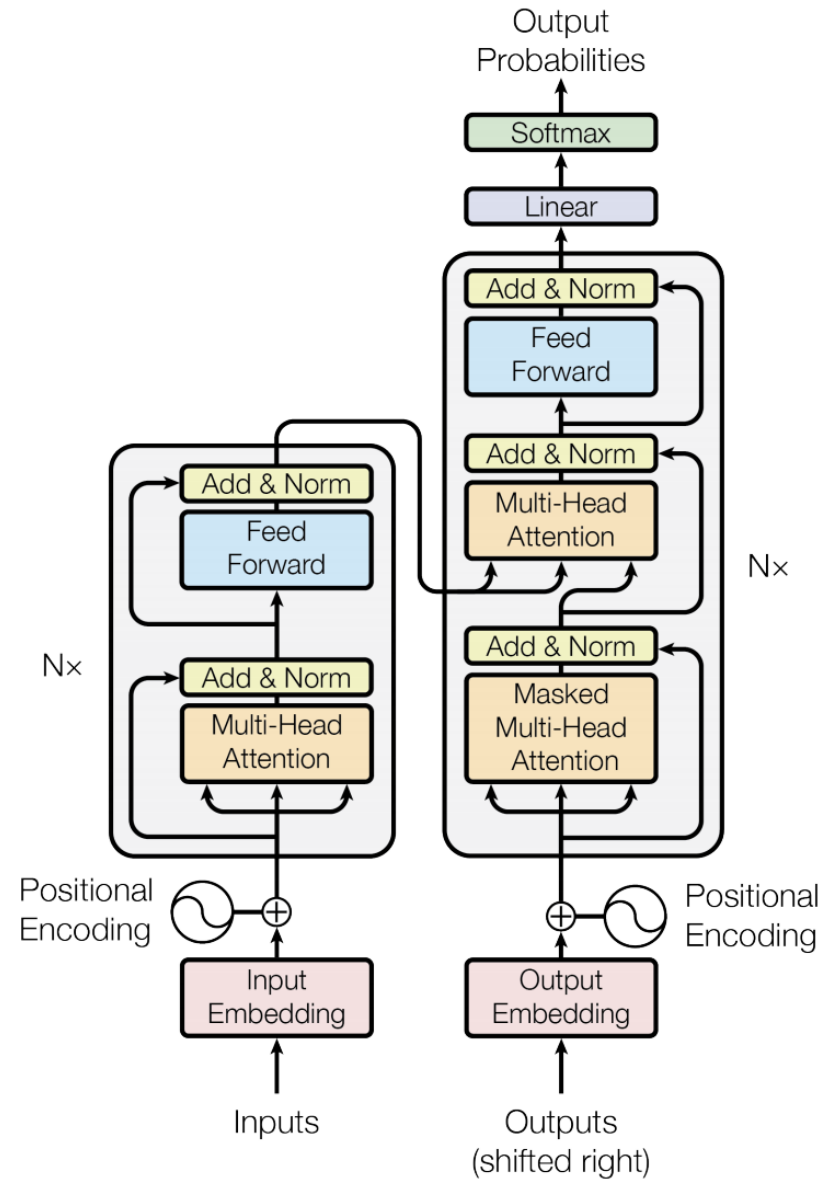 Output
Probabilities
Softmax
Linear
Add & Norm
Feed
Forward
Add & Norm
Multi-Head
Attention
Add & Norm
Masked
Multi-Head
Attention
N×
Positional
Encoding
Output
Embedding
Outputs
(shifted right)
Add & Norm
Feed
Forward
Add & Norm
Multi-Head
Attention
N×
Positional
Encoding
Input
Embedding
Inputs